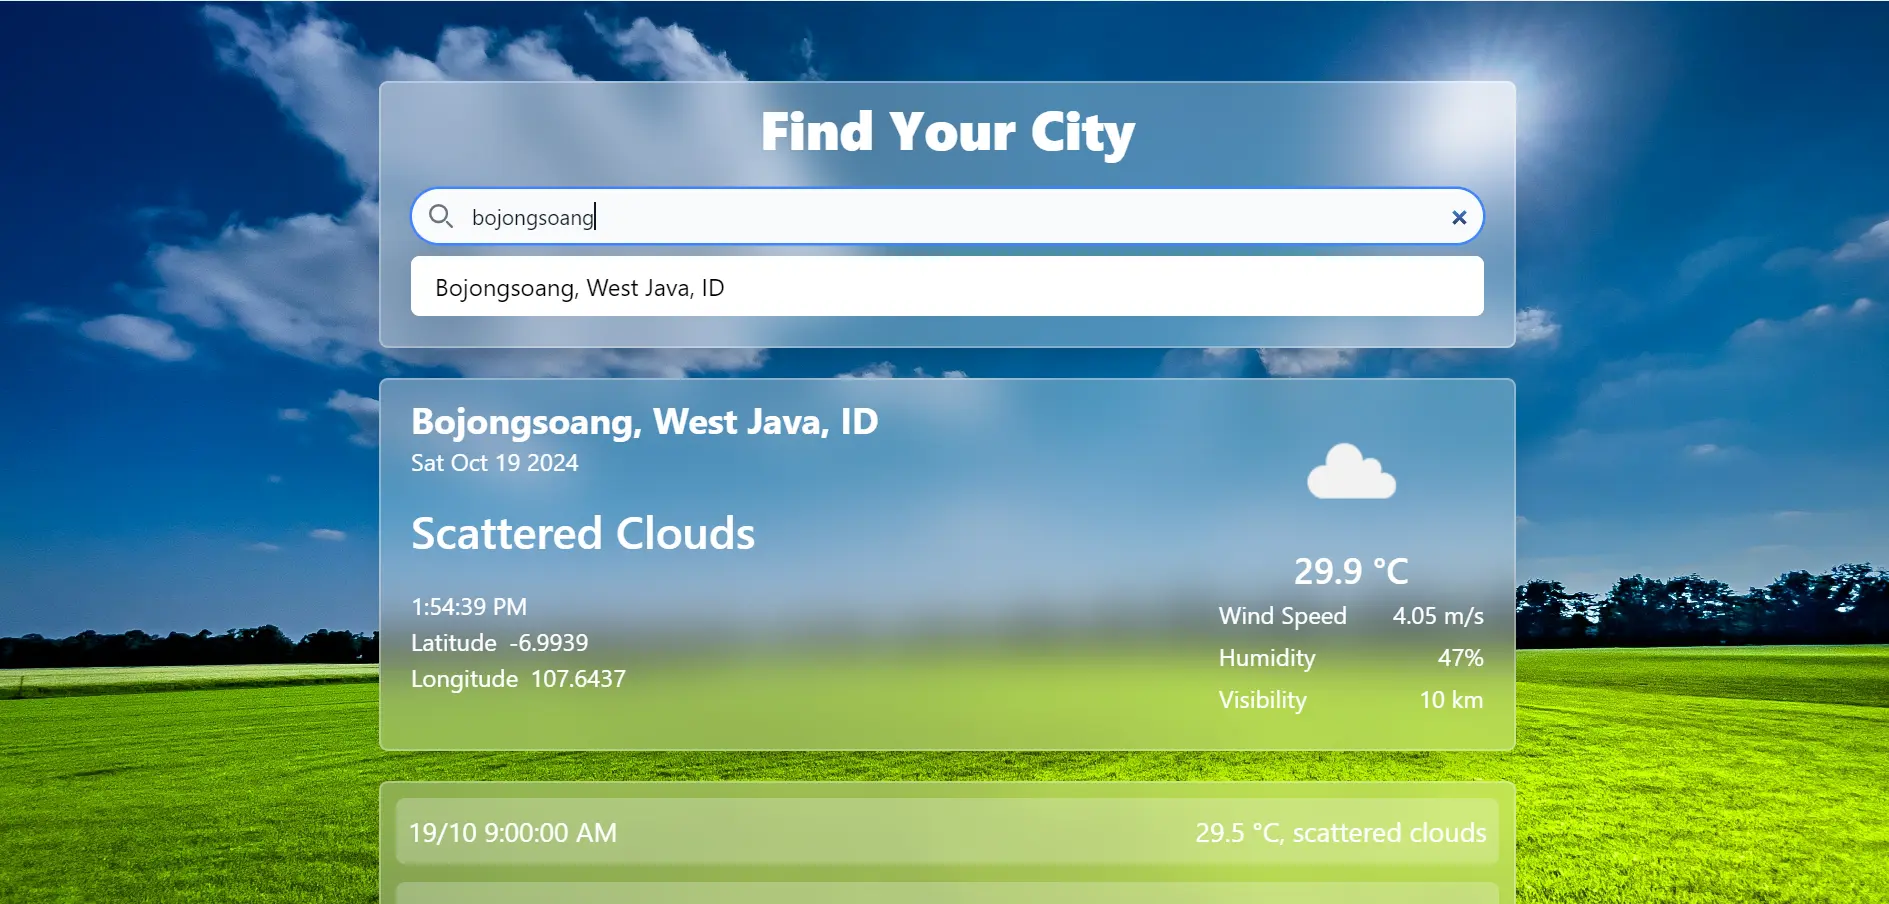 Find Your City
bojongsoang
Bojongsoang, West Java, ID
Bojongsoang, West Java, ID
Sat Oct 19 2024
Scattered Clouds
1:54:39 PM
Latitude -6.9939
Longitude 107.6437
29.9 °C
Wind Speed 4.05 m/s
Humidity 47%
Visibility 10 km
19/10 9:00:00 AM 29.5 °C, scattered clouds